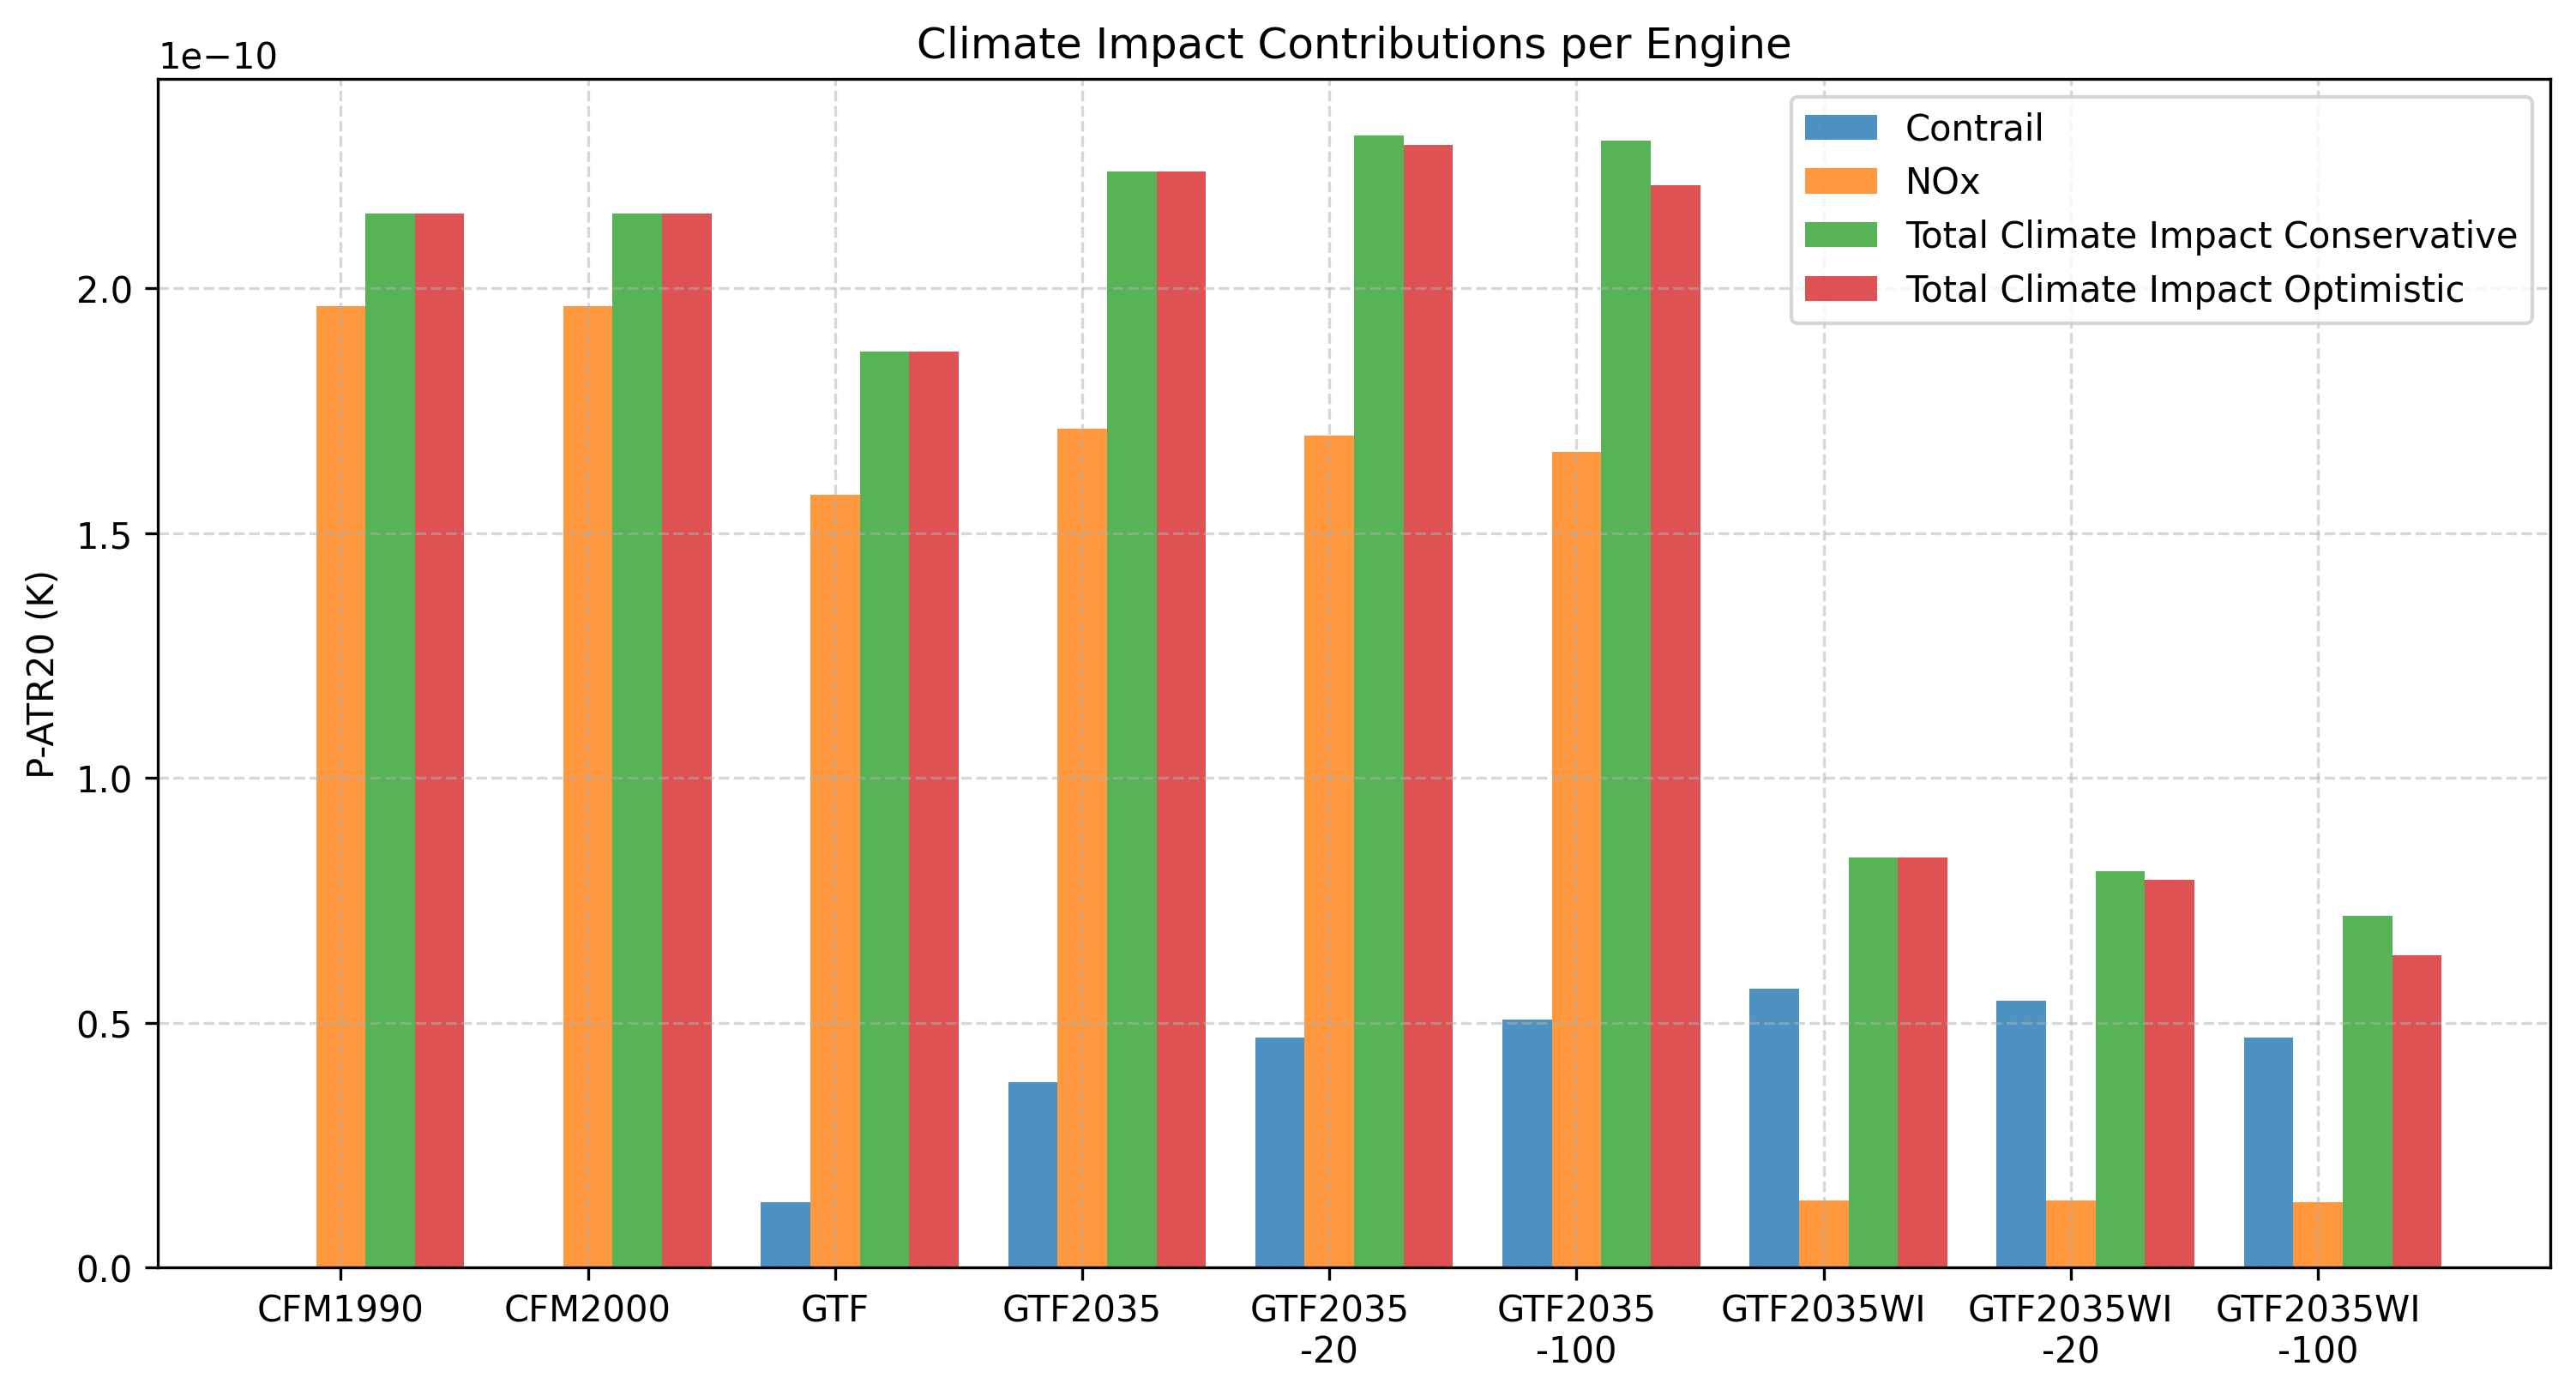 Climate Impact Contributions per Engine
1e−10
Contrail
NOx
Total Climate Impact Conservative
Total Climate Impact Optimistic
P-ATR20 (K)
2.0
1.5
1.0
0.5
0.0
CFM1990
CFM2000
GTF
GTF2035
GTF2035
-20
GTF2035
-100
GTF2035WI
GTF2035WI
-20
GTF2035WI
-100